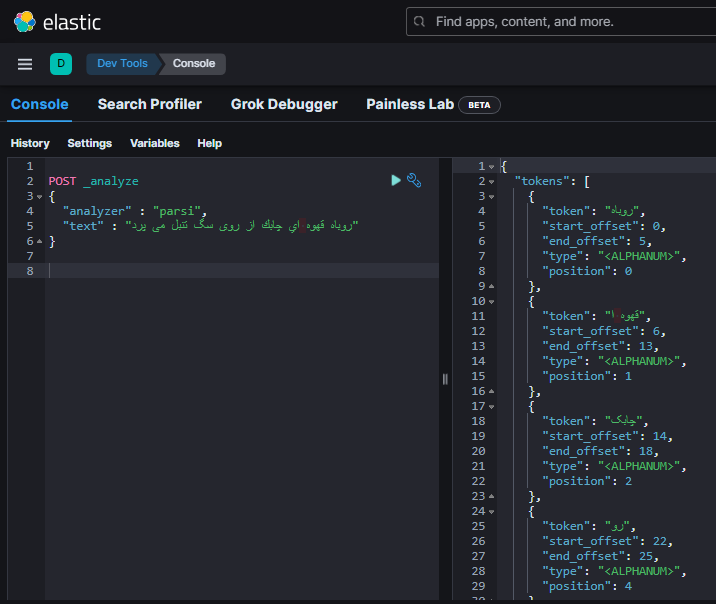 elastic
Find apps, content, and more.
D
Dev Tools
Console
Console
Search Profiler
Grok Debugger
Painless Lab
BETA
History
Settings
Variables
Help
1
2 POST _analyze
3 {
4 "analyzer" : "parsi",
5 "text" : "روباه قهوه‌ اي چابك از روی سگ تنبل می پرد"
6 }
7
8
1 {
2 "tokens": [
3 {
4 "token": "روباه",
5 "start_offset": 0,
6 "end_offset": 5,
7 "type": "<ALPHANUM>",
8 "position": 0
9 },
10 {
11 "token": "قهوه‌ ا",
12 "start_offset": 6,
13 "end_offset": 13,
14 "type": "<ALPHANUM>",
15 "position": 1
16 },
17 {
18 "token": "چابک",
19 "start_offset": 14,
20 "end_offset": 18,
21 "type": "<ALPHANUM>",
22 "position": 2
23 },
24 {
25 "token": "رو",
26 "start_offset": 22,
27 "end_offset": 25,
28 "type": "<ALPHANUM>",
29 "position": 4